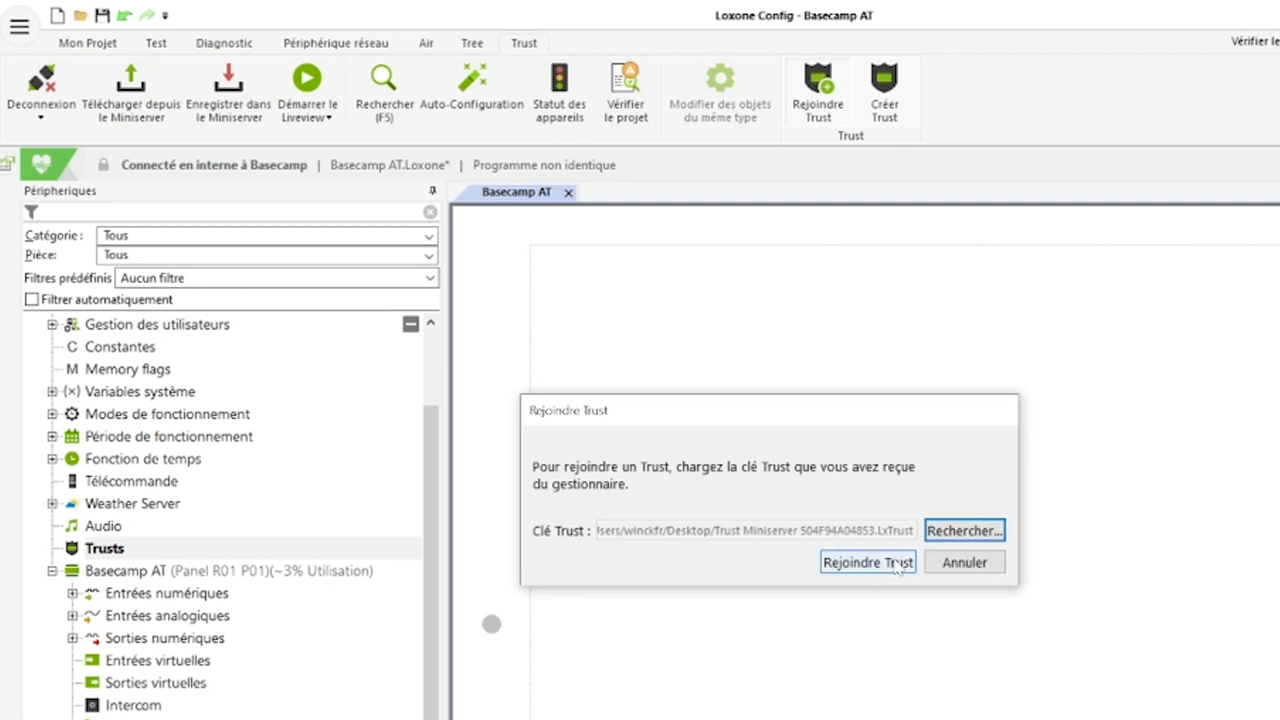 Loxone Config - Basecamp AT
Mon Projet Test Diagnostic Périphérique réseau Air Tree Trust Vérifier le
Deconnexion
Télécharger depuis le Miniserver
Enregistrer dans le Miniserver
Démarrer le Liveview
Rechercher (F5)
Auto-Configuration
Statut des appareils
Vérifier le projet
Modifier des objets du même type
Rejoindre Trust
Créer Trust
Trust
Connecté en interne à Basecamp | Basecamp AT.Loxone* | Programme non identique
Péripheriques
Basecamp AT
Catégorie : Tous
Pièce: Tous
Filtres prédéfinis Aucun filtre
Filtrer automatiquement
Gestion des utilisateurs
C Constantes
M Memory flags
{×} Variables système
Modes de fonctionnement
Période de fonctionnement
Fonction de temps
Télécommande
Weather Server
Audio
Trusts
Basecamp AT (Panel R01 P01)(~3% Utilisation)
Entrées numériques
Entrées analogiques
Sorties numériques
Entrées virtuelles
Sorties virtuelles
Intercom
Rejoindre Trust
Pour rejoindre un Trust, chargez la clé Trust que vous avez reçue
du gestionnaire.
Clé Trust : sers/winckfr/Desktop/Trust Miniserver 504F94A04853.LxTrust Rechercher...
Rejoindre Trust Annuler